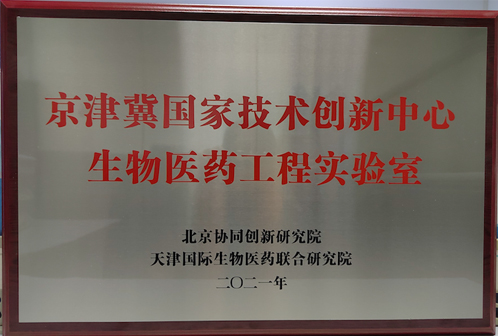 京津冀国家技术创新中心
生物医药工程实验室
北京协同创新研究院
天津国际生物医药联合研究院
二〇二一年